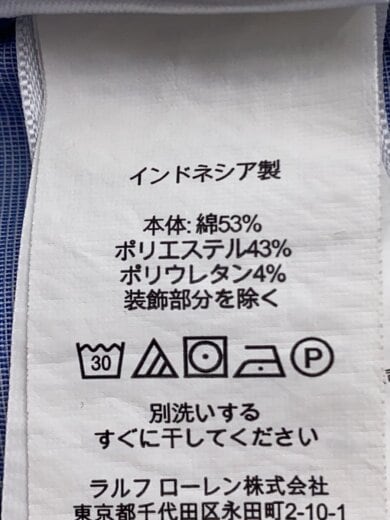 インドネシア製
本体: 綿53%
ポリエステル43%
ポリウレタン4%
装飾部分を除く
30 P
別洗いする
すぐに干してください
ラルフ ローレン株式会社
東京都千代田区永田町2-10-1